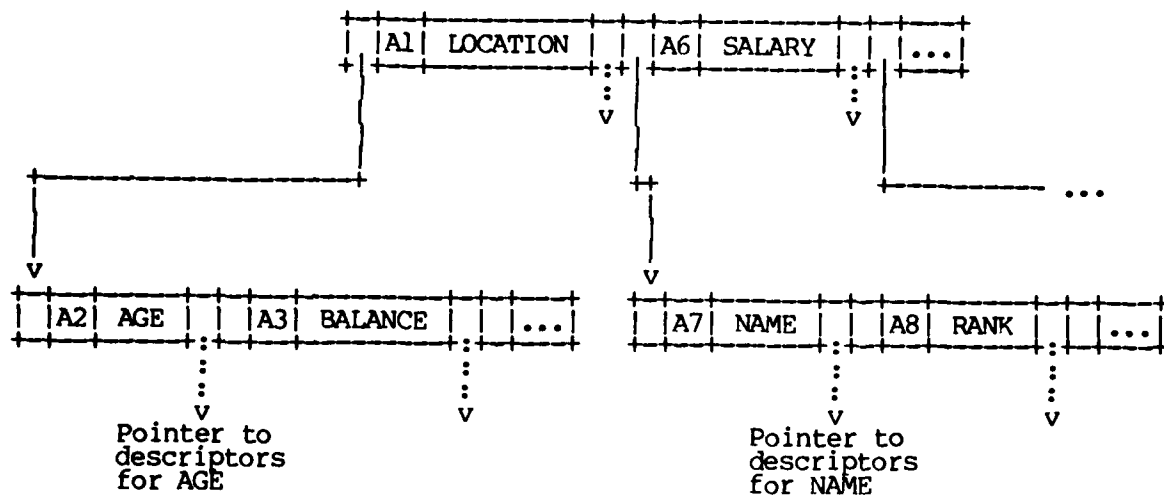 A1 LOCATION A6 SALARY ...
...
A2 AGE A3 BALANCE ... A7 NAME A8 RANK ...
Pointer to
descriptors
for AGE
Pointer to
descriptors
for NAME